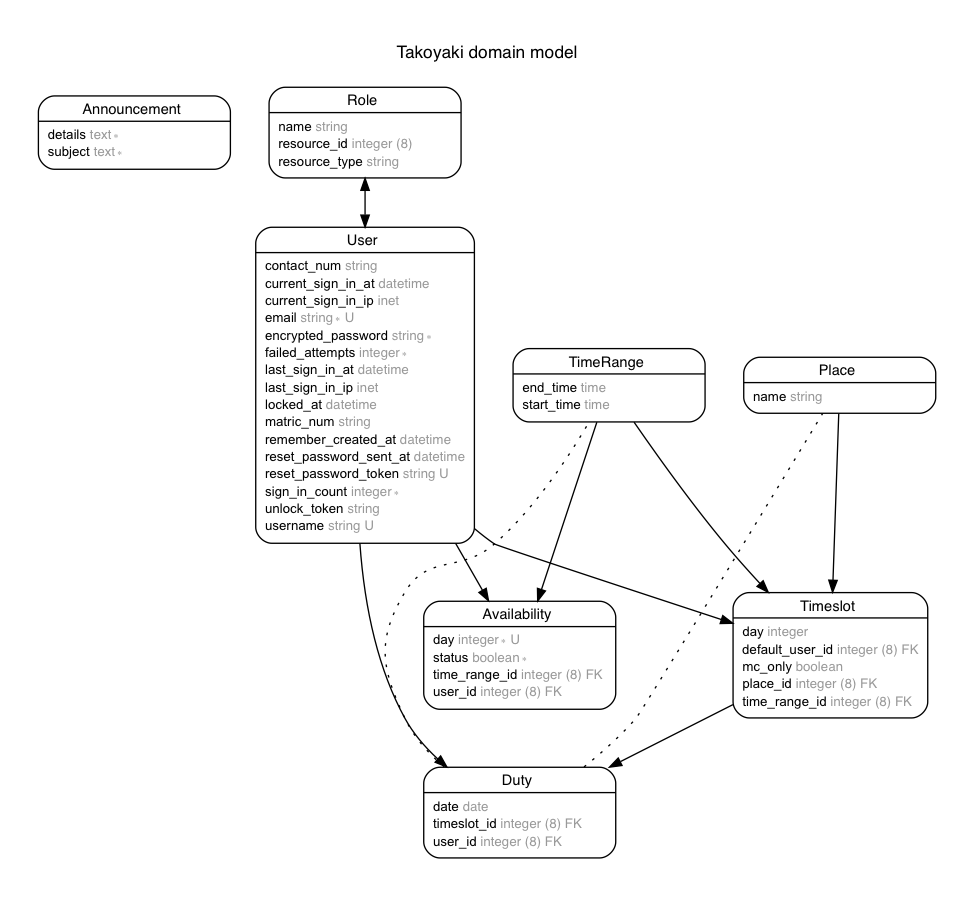 Takoyaki domain model
Announcement
details text ∗
subject text ∗
Role
name string
resource_id integer (8)
resource_type string
User
contact_num string
current_sign_in_at datetime
current_sign_in_ip inet
email string ∗ U
encrypted_password string ∗
failed_attempts integer ∗
last_sign_in_at datetime
last_sign_in_ip inet
locked_at datetime
matric_num string
remember_created_at datetime
reset_password_sent_at datetime
reset_password_token string U
sign_in_count integer ∗
unlock_token string
username string U
TimeRange
end_time time
start_time time
Place
name string
Availability
day integer ∗ U
status boolean ∗
time_range_id integer (8) FK
user_id integer (8) FK
Timeslot
day integer
default_user_id integer (8) FK
mc_only boolean
place_id integer (8) FK
time_range_id integer (8) FK
Duty
date date
timeslot_id integer (8) FK
user_id integer (8) FK